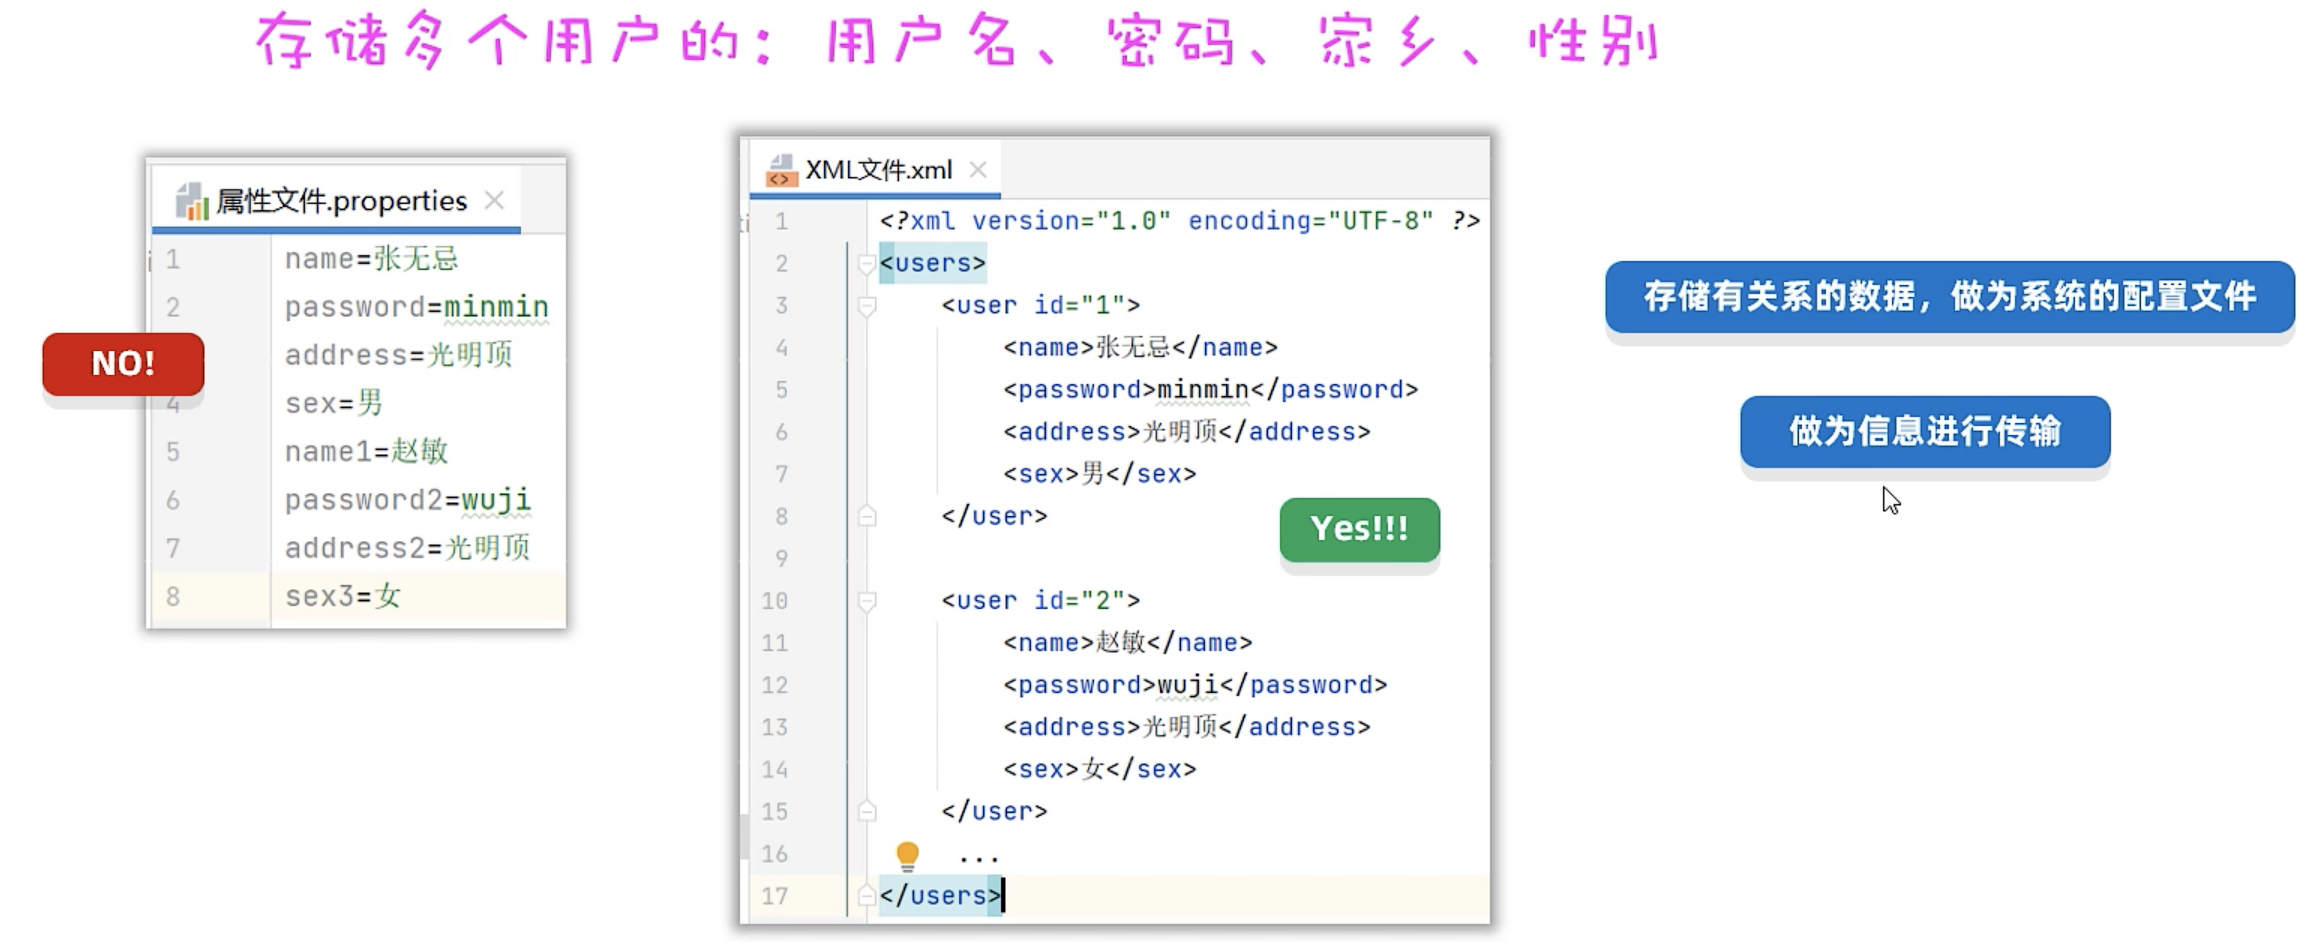 存储多个用户的：用户名、密码、家乡、性别
属性文件.properties
1 name=张无忌
2 password=minmin
address=光明顶
NO!
4 sex=男
5 name1=赵敏
6 password2=wuji
7 address2=光明顶
8 sex3=女
XML文件.xml
1 <?xml version="1.0" encoding="UTF-8" ?>
2 <users>
3 <user id="1">
4 <name>张无忌</name>
5 <password>minmin</password>
6 <address>光明顶</address>
7 <sex>男</sex>
8 </user>
Yes!!!
9
10 <user id="2">
11 <name>赵敏</name>
12 <password>wuji</password>
13 <address>光明顶</address>
14 <sex>女</sex>
15 </user>
16 ...
17 </users>
存储有关系的数据，做为系统的配置文件
做为信息进行传输